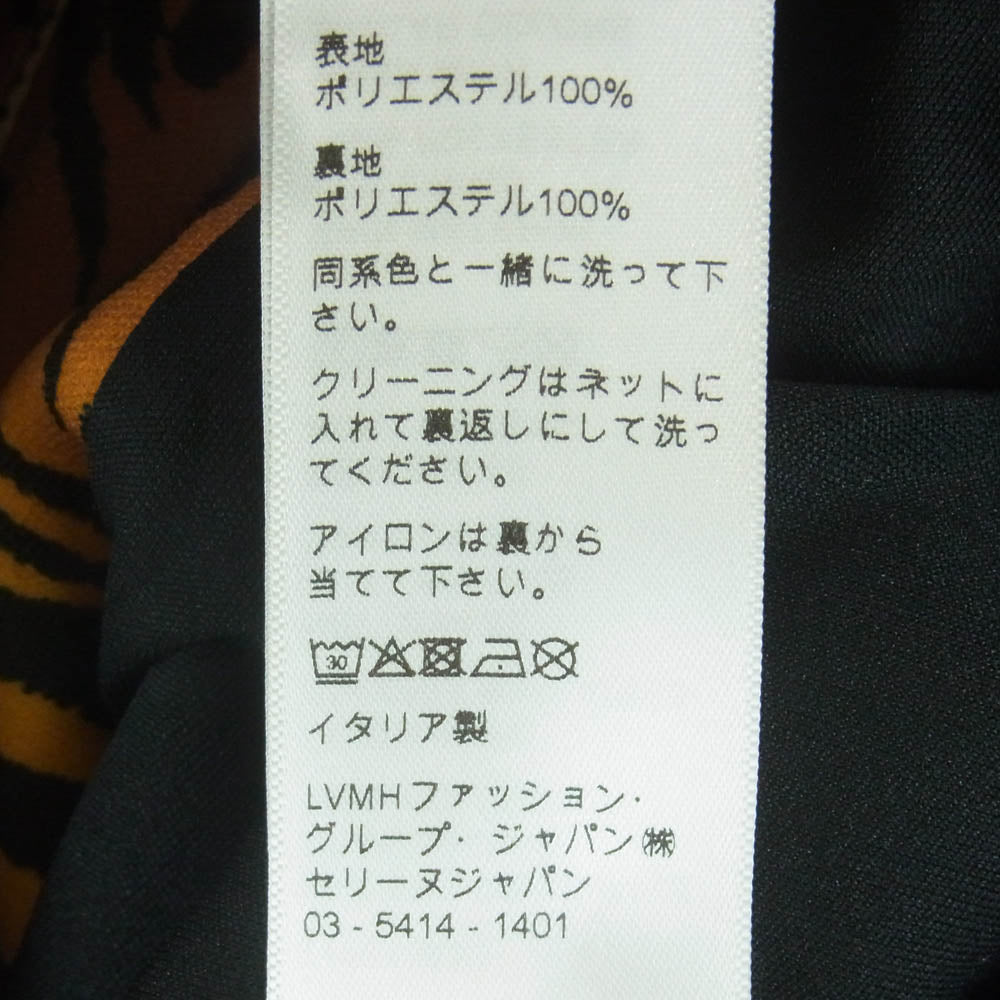 表地
ポリエステル100%
裏地
ポリエステル100%
同系色と一緒に洗って下
さい。
クリーニングはネットに
入れて裏返しにして洗っ
てください。
アイロンは裏から
当てて下さい。
30
イタリア製
LVMHファッション・
グループ・ジャパン㈱
セリーヌジャパン
03 - 5414 - 1401